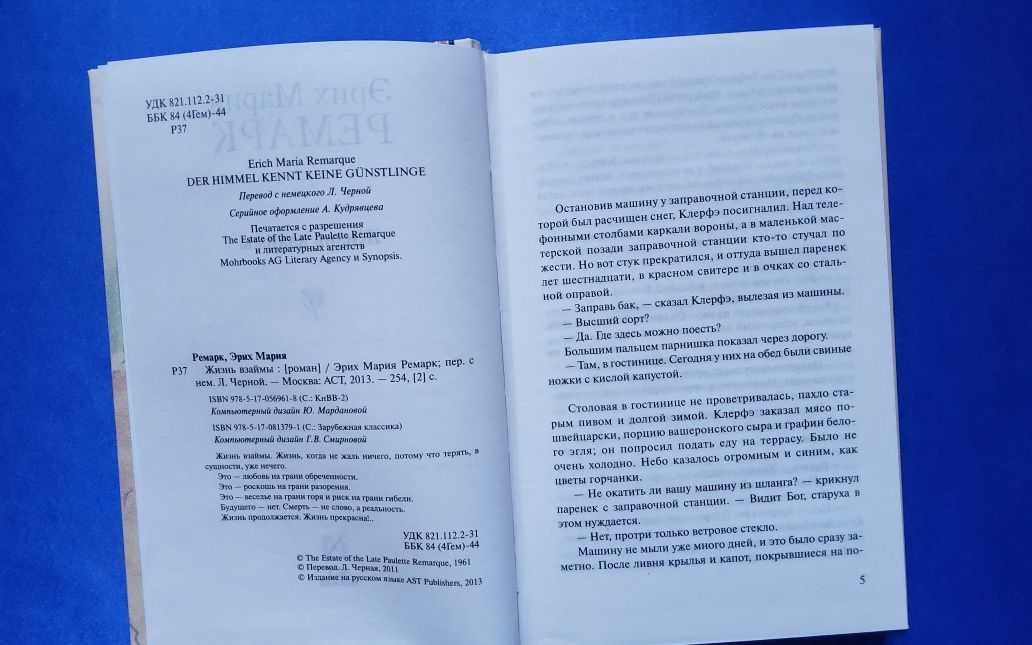 УДК 821.112.2-31
ББК 84 (4Гем)-44
Р37
Erich Maria Remarque
DER HIMMEL KENNT KEINE GÜNSTLINGE
Перевод с немецкого Л. Черной
Серийное оформление А. Кудрявцева
Печатается с разрешения
The Estate of the Late Paulette Remarque
и литературных агентств
Mohrbooks AG Literary Agency и Synopsis.
Ремарк, Эрих Мария
Р37 Жизнь взаймы : [роман] / Эрих Мария Ремарк; пер. с
нем. Л. Черной. — Москва: АСТ, 2013. — 254, [2] с.
ISBN 978-5-17-056961-8 (С.: КиВВ-2)
Компьютерный дизайн Ю. Мардановой
ISBN 978-5-17-081379-1 (С.: Зарубежная классика)
Компьютерный дизайн Г.В. Смирновой
Жизнь взаймы. Жизнь, когда не жаль ничего, потому что терять, в
сущности, уже нечего.
Это — любовь на грани обреченности.
Это — роскошь на грани разорения.
Это — веселье на грани горя и риск на грани гибели.
Будущего — нет. Смерть — не слово, а реальность.
Жизнь продолжается. Жизнь прекрасна!..
УДК 821.112.2-31
ББК 84 (4Гем)-44
© The Estate of the Late Paulette Remarque, 1961
© Перевод. Л. Черная, 2011
© Издание на русском языке AST Publishers, 2013
Остановив машину у заправочной станции, перед ко-
торой был расчищен снег, Клерфэ посигналил. Над теле-
фонными столбами каркали вороны, а в маленькой мас-
терской позади заправочной станции кто-то стучал по
жести. Но вот стук прекратился, и оттуда вышел паренек
лет шестнадцати, в красном свитере и в очках со сталь-
ной оправой.
— Заправь бак, — сказал Клерфэ, вылезая из машины.
— Высший сорт?
— Да. Где здесь можно поесть?
Большим пальцем парнишка показал через дорогу.
— Там, в гостинице. Сегодня у них на обед были свиные
ножки с кислой капустой.
Столовая в гостинице не проветривалась, пахло ста-
рым пивом и долгой зимой. Клерфэ заказал мясо по-
швейцарски, порцию вашеронского сыра и графин бело-
го эгля; он попросил подать еду на террасу. Было не
очень холодно. Небо казалось огромным и синим, как
цветы горчанки.
— Не окатить ли вашу машину из шланга? — крикнул
паренек с заправочной станции. — Видит Бог, старуха в
этом нуждается.
— Нет, протри только ветровое стекло.
Машину не мыли уже много дней, и это было сразу за-
метно. После ливня крылья и капот, покрывшиеся на по-
5